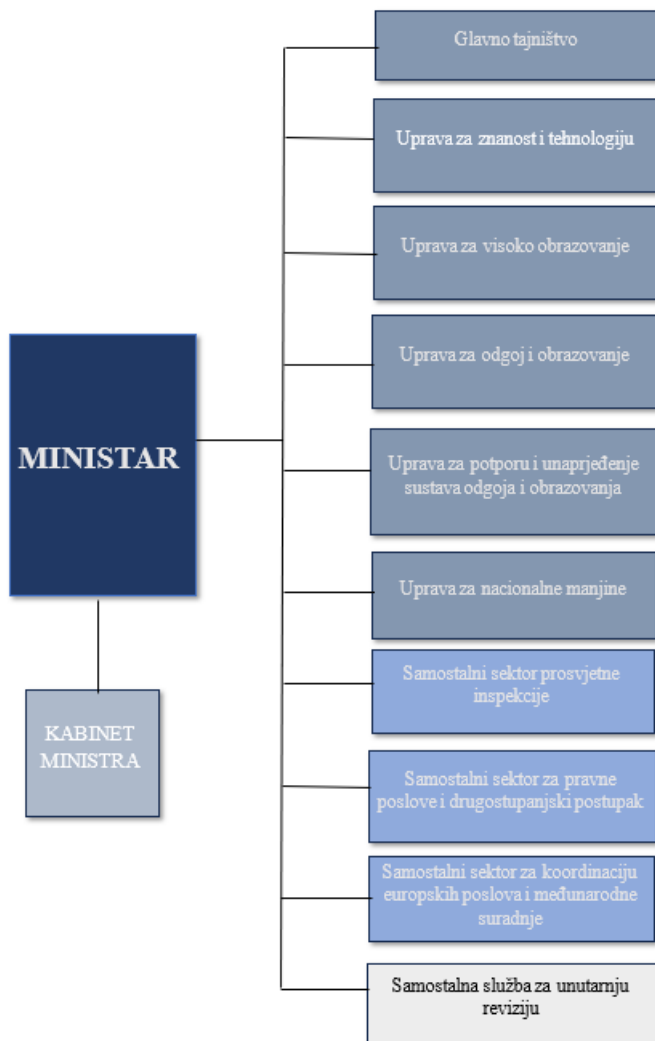 Glavno tajništvo
Uprava za znanost i tehnologiju
Uprava za visoko obrazovanje
Uprava za odgoj i obrazovanje
MINISTAR
Uprava za potporu i unaprjeđenje
sustava odgoja i obrazovanja
Uprava za nacionalne manjine
Samostalni sektor prosvjetne
inspekcije
KABINET
MINISTRA
Samostalni sektor za pravne
poslove i drugostupanjski postupak
Samostalni sektor za koordinaciju
europskih poslova i međunarodne
suradnje
Samostalna služba za unutarnju
reviziju